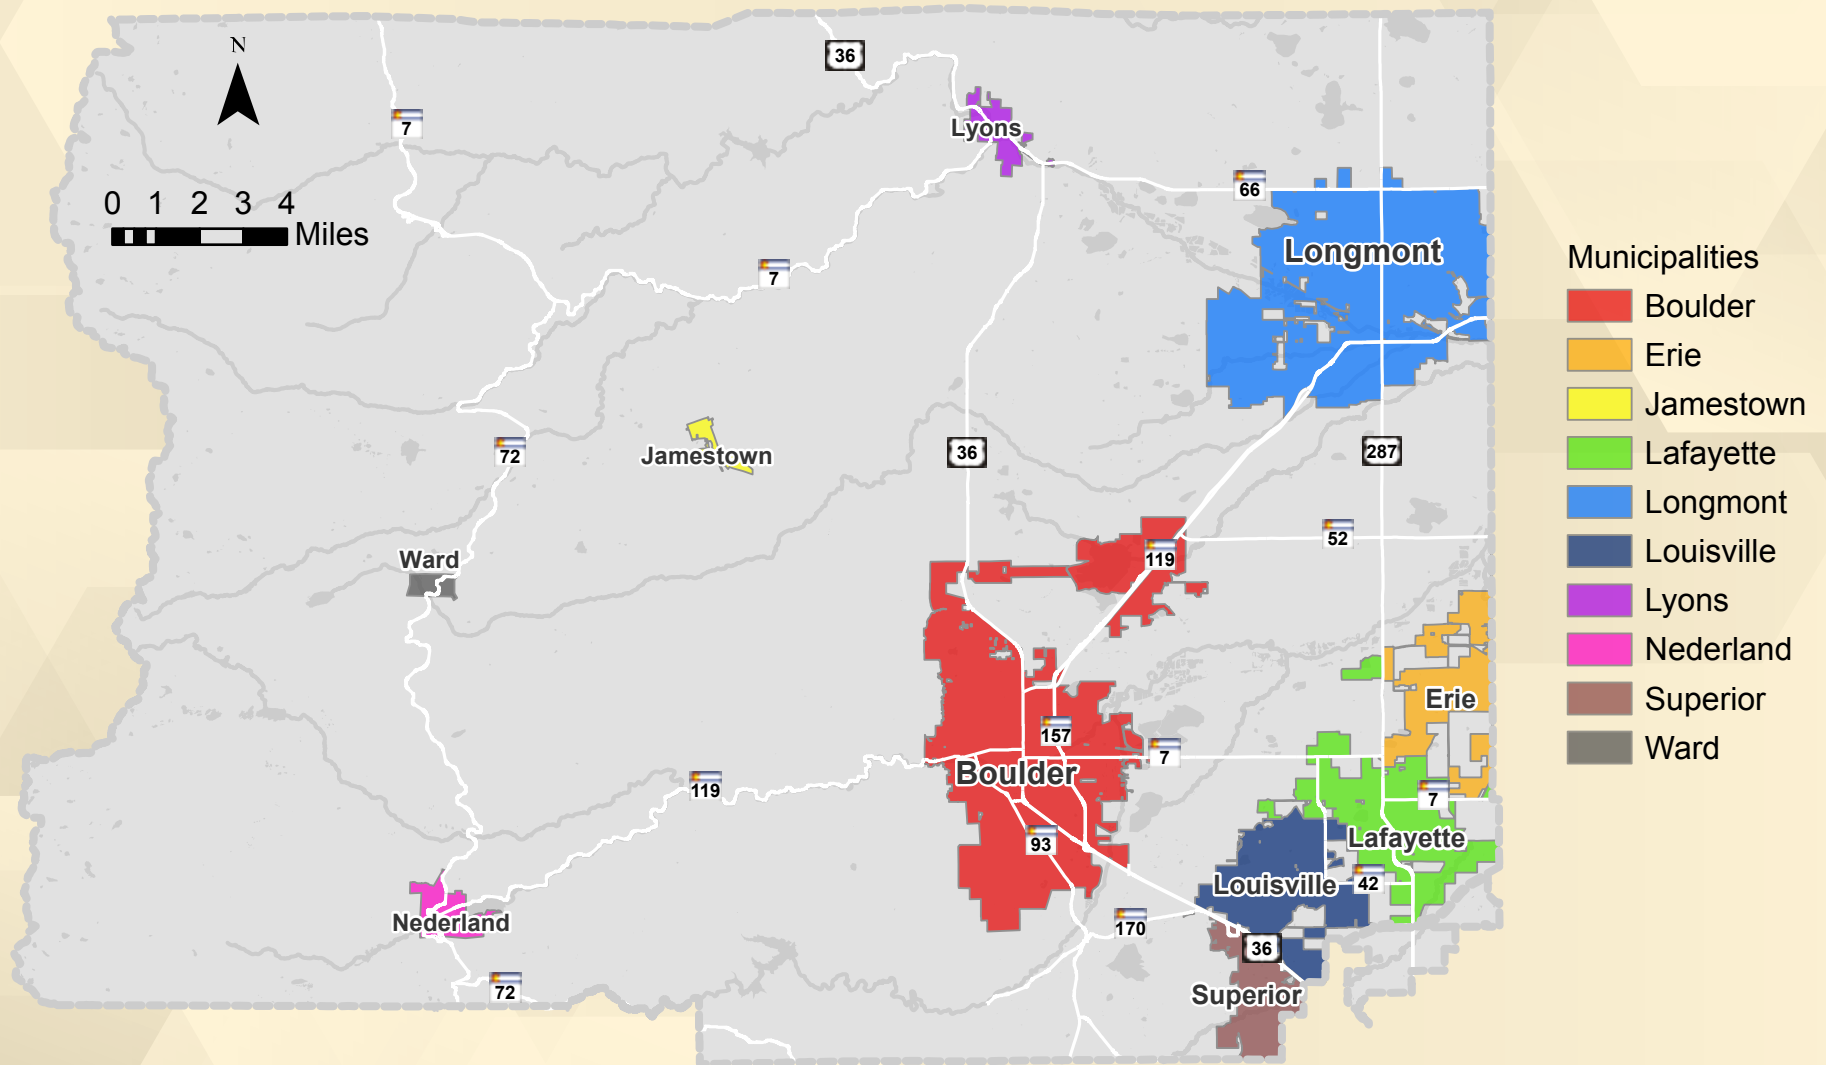 36
N
7
Lyons
66
0 1 2 3 4
Miles
Longmont
7
Municipalities
Boulder
Erie
Jamestown
Lafayette
Longmont
Louisville
Lyons
Nederland
Superior
Ward
72
Jamestown
36
287
52
Ward
119
Erie
157
7
Boulder
119
7
93
Lafayette
42
Louisville
Nederland
170
36
72
Superior